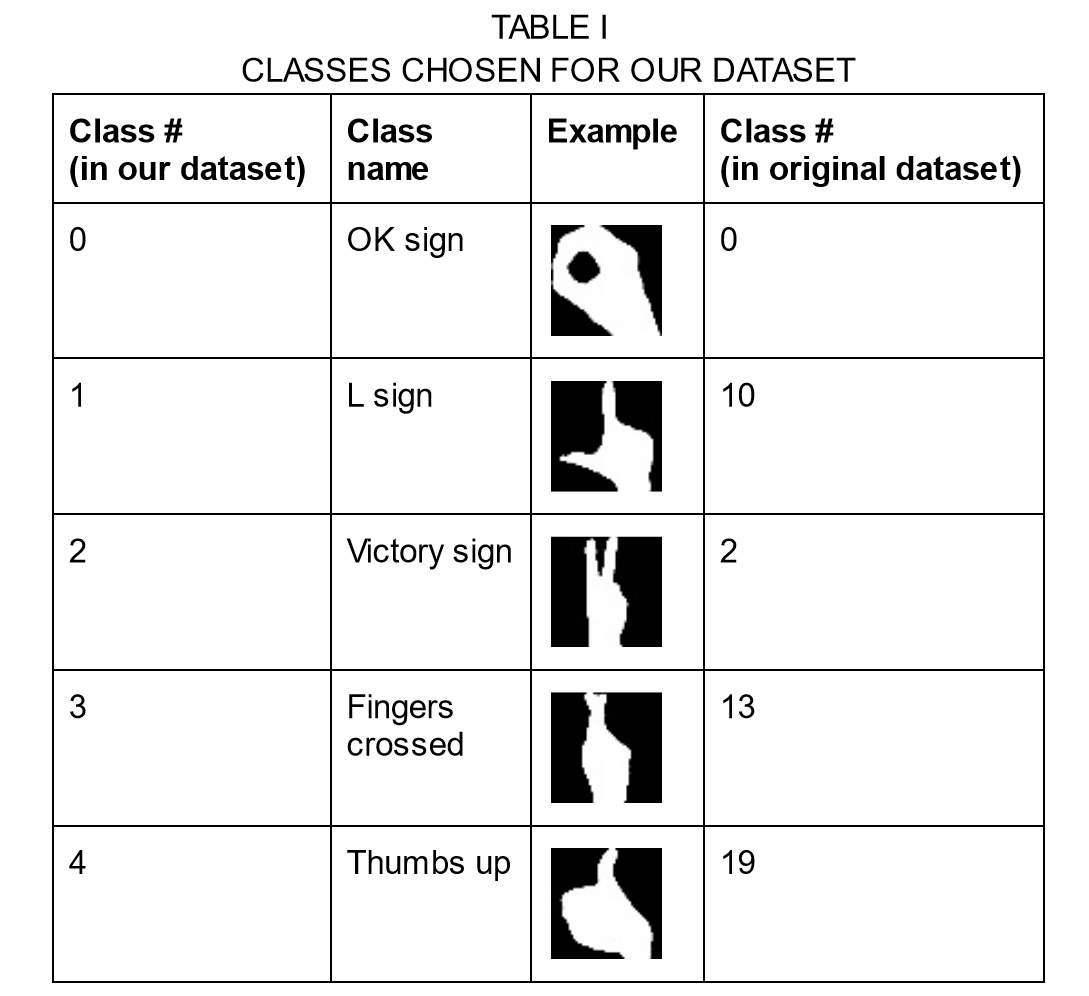 TABLE I
CLASSES CHOSEN FOR OUR DATASET
Class #
(in our dataset)
Class
name
Example
Class #
(in original dataset)
0
OK sign
0
1
L sign
10
2
Victory sign
2
3
Fingers
crossed
13
4
Thumbs up
19